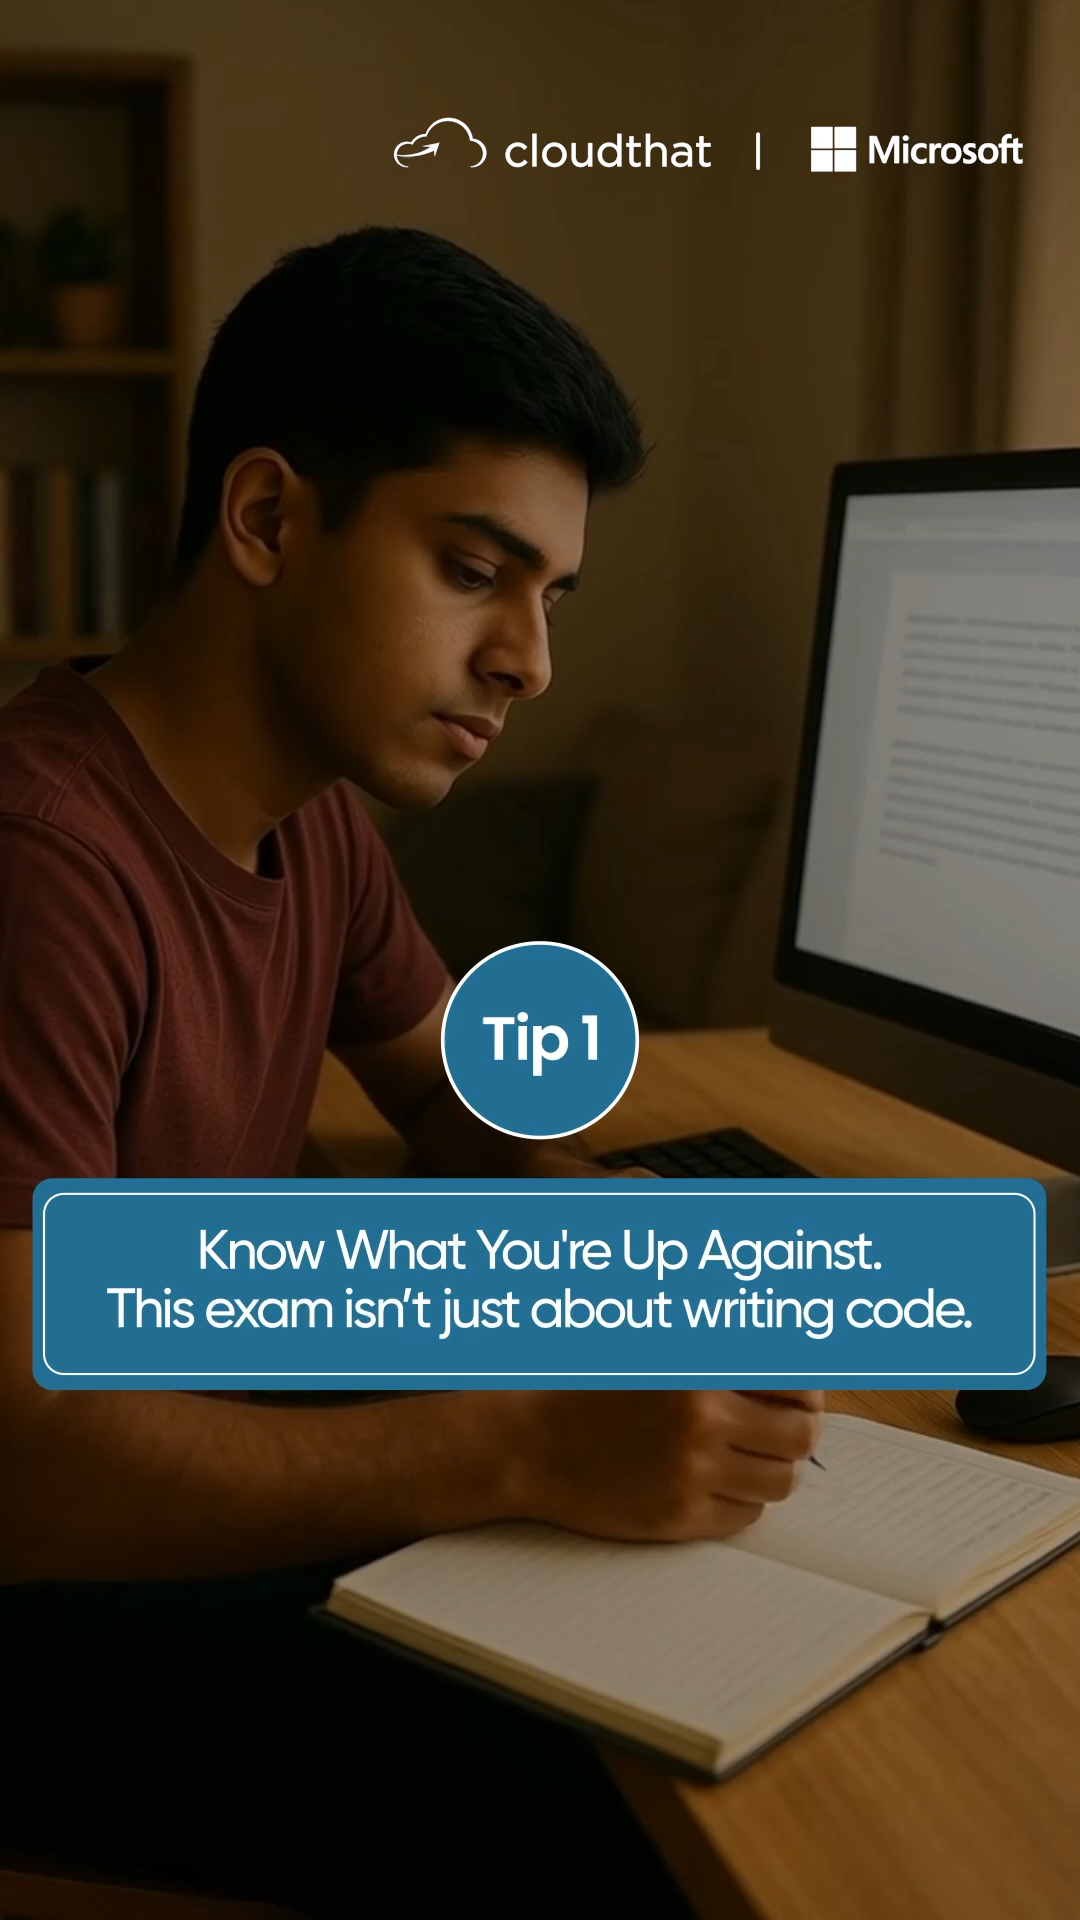 cloudthat | Microsoft
Tip 1
Know What You're Up Against.
This exam isn’t just about writing code.